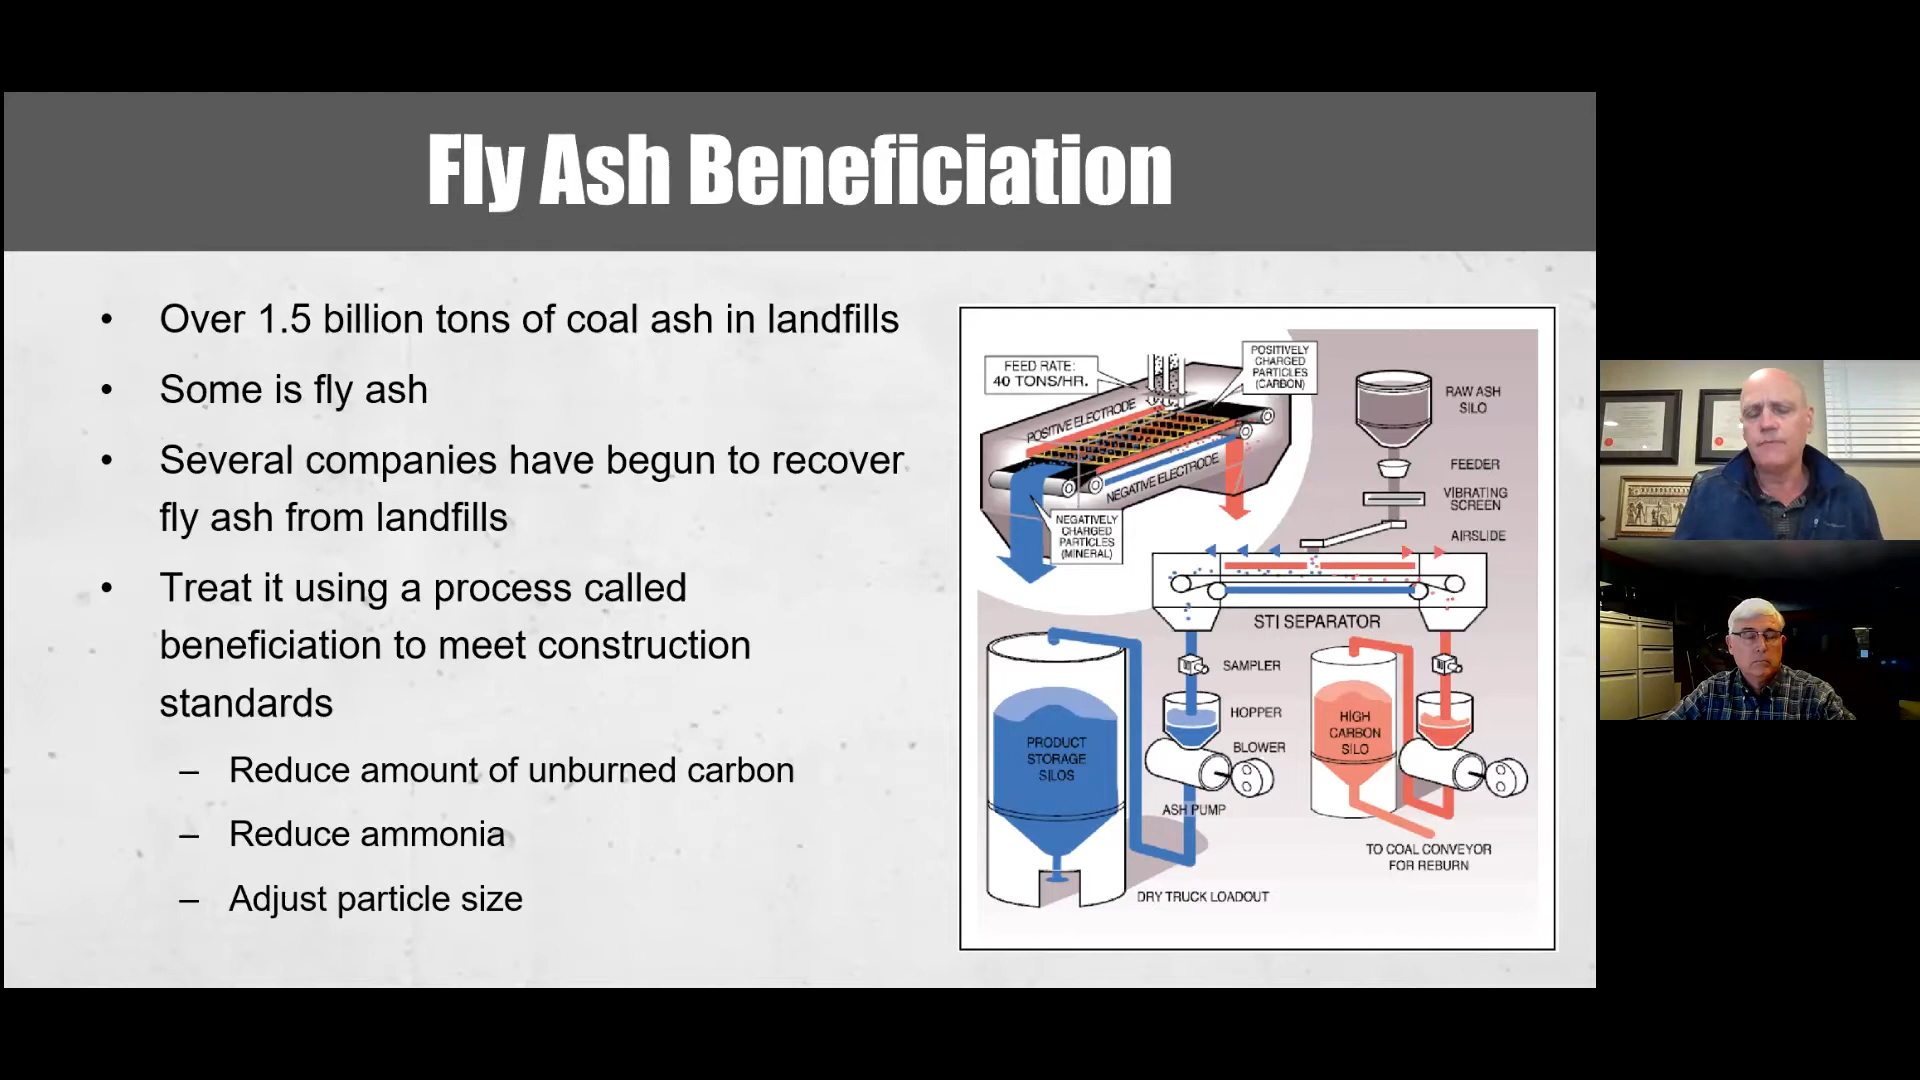 Fly Ash Beneficiation
• Over 1.5 billion tons of coal ash in landfills
• Some is fly ash
• Several companies have begun to recover
fly ash from landfills
• Treat it using a process called
beneficiation to meet construction
standards
– Reduce amount of unburned carbon
– Reduce ammonia
– Adjust particle size
FEED RATE:
40 TONS/HR.
POSITIVELY
CHARGED
PARTICLES
(CARBON)
POSITIVE ELECTRODE
NEGATIVE ELECTRODE
NEGATIVELY
CHARGED
PARTICLES
(MINERAL)
RAW ASH
SILO
FEEDER
VIBRATING
SCREEN
AIRSLIDE
STI SEPARATOR
SAMPLER
HOPPER
BLOWER
ASH PUMP
PRODUCT
STORAGE
SILOS
HIGH
CARBON
SILO
TO COAL CONVEYOR
FOR REBURN
DRY TRUCK LOADOUT